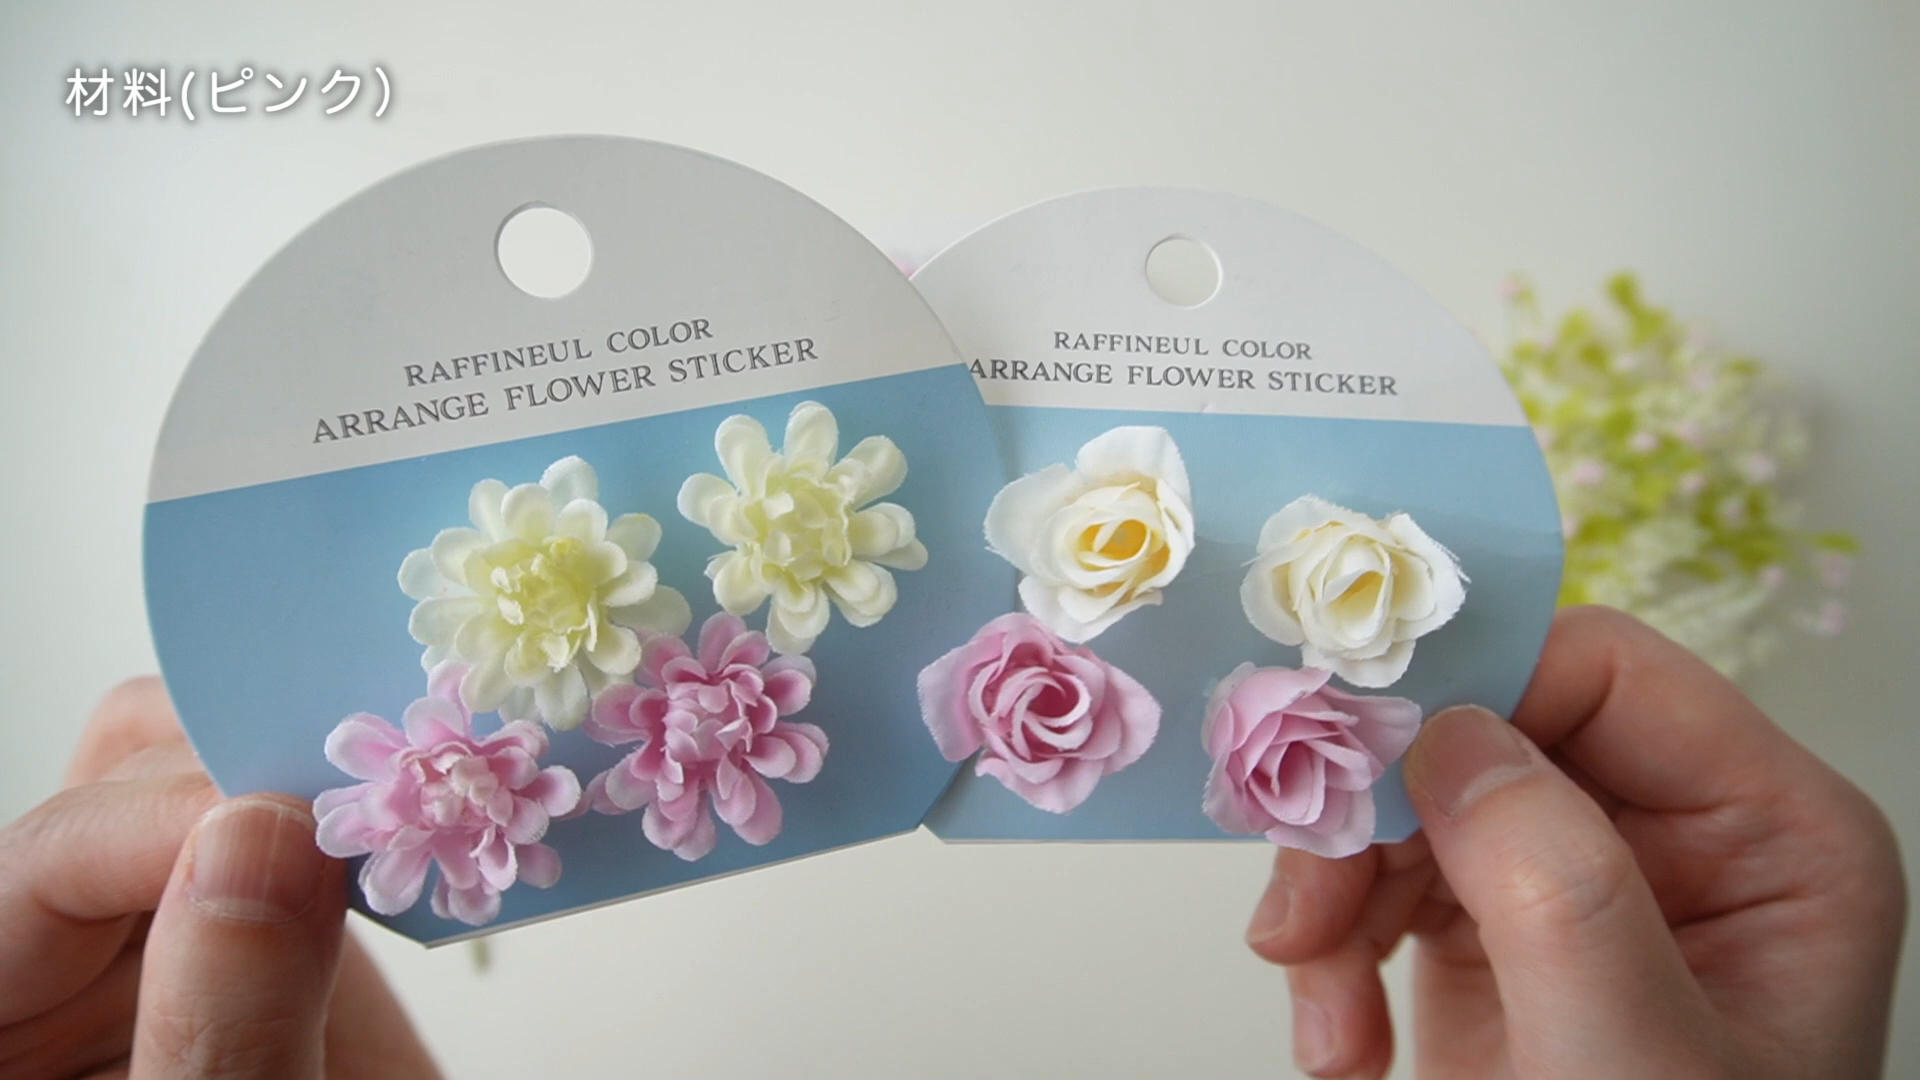 材料(ピンク)
RAFFINEUL COLOR
ARRANGE FLOWER STICKER
RAFFINEUL COLOR
ARRANGE FLOWER STICKER